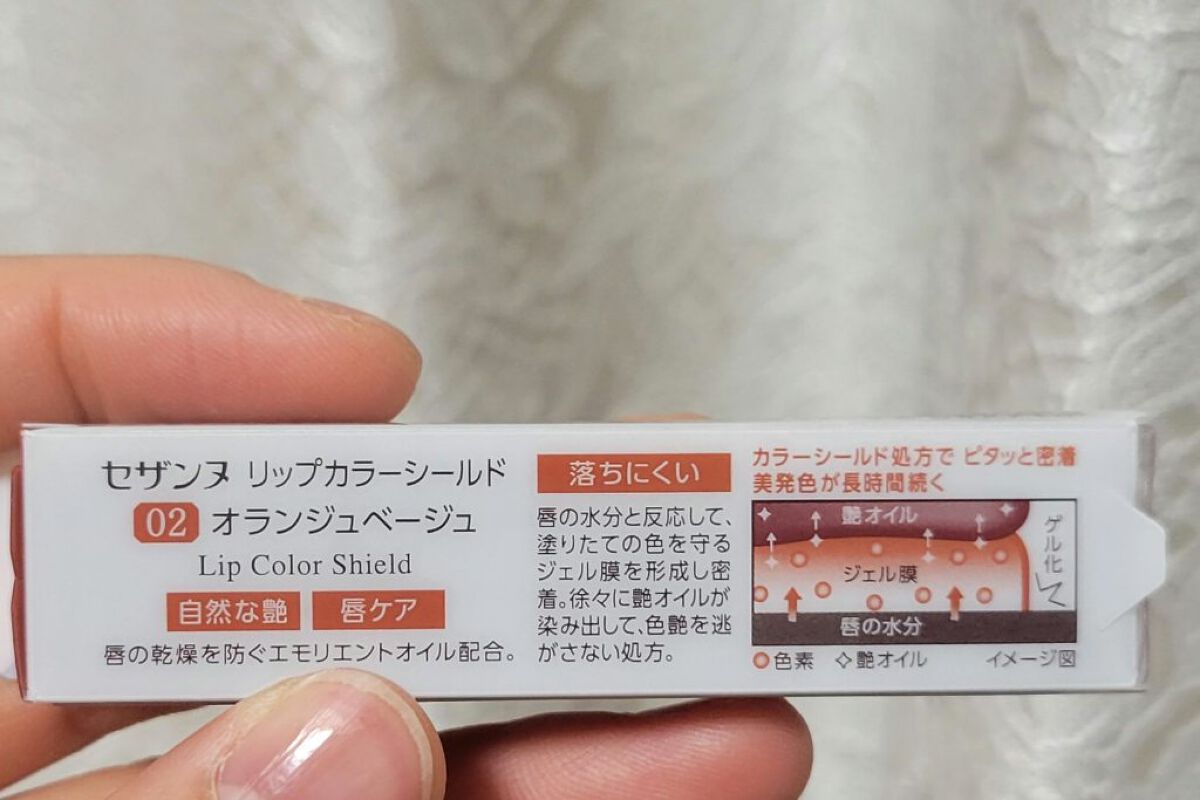 セザンヌ リップカラーシールド
02 オランジュベージュ
Lip Color Shield
自然な艶 唇ケア
唇の乾燥を防ぐエモリエントオイル配合。
落ちにくい
唇の水分と反応して、
塗りたての色を守る
ジェル膜を形成し密
着。徐々に艶オイルが
染み出して、色艶を逃
がさない処方。
カラーシールド処方で ピタッと密着
美発色が長時間続く
艶オイル
ゲル化
ジェル膜
唇の水分
色素 艶オイル イメージ図